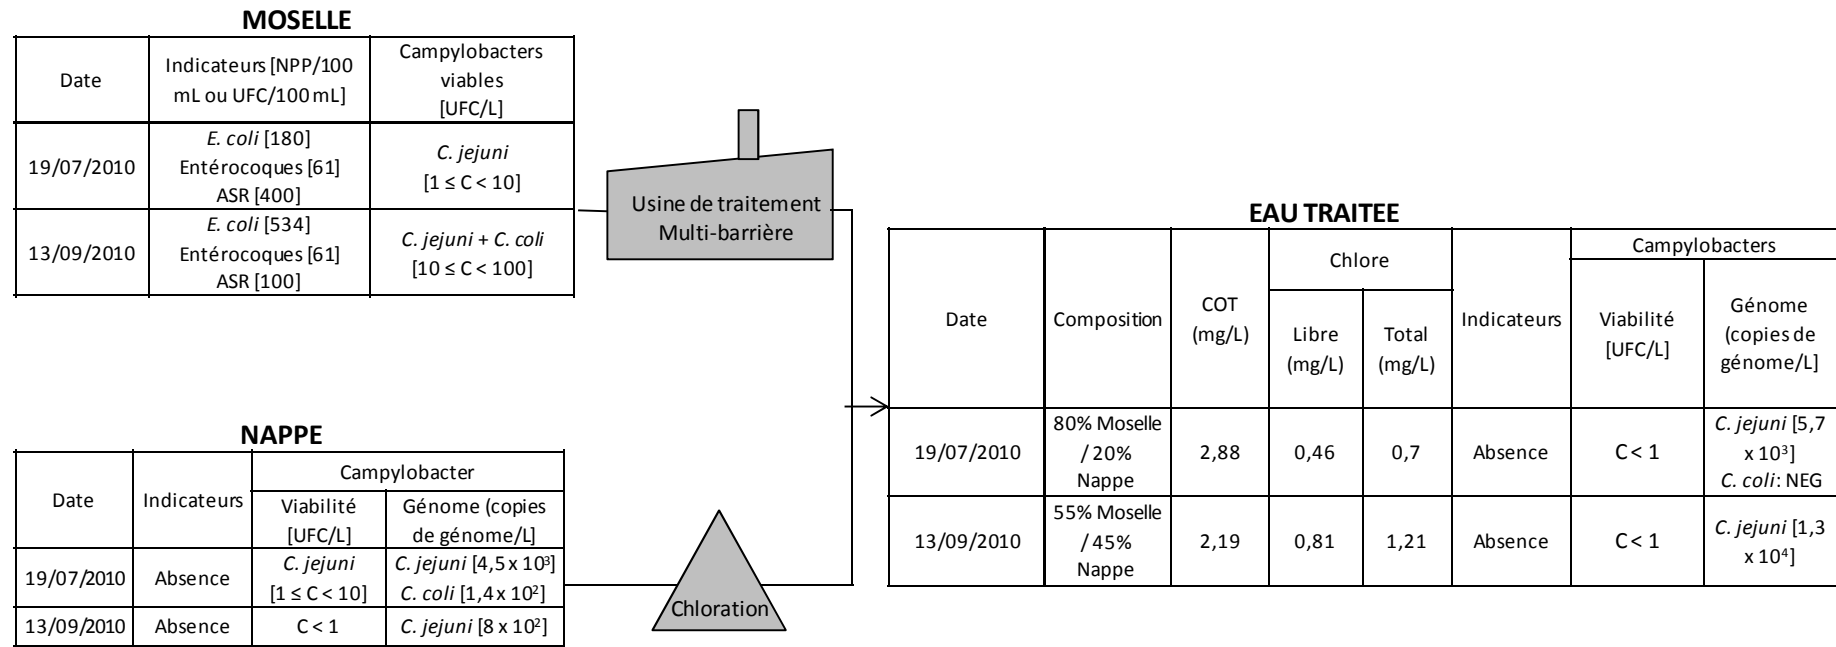 MOSELLE
Date
Indicateurs [NPP/100
mL ou UFC/100 mL]
Campylobacters
viables
[UFC/L]
19/07/2010
E. coli [180]
Entérocoques [61]
ASR [400]
C. jejuni
[1 ≤ C < 10]
13/09/2010
E. coli [534]
Entérocoques [61]
ASR [100]
C. jejuni + C. coli
[10 ≤ C < 100]
Usine de traitement
Multi-barrière
NAPPE
Date
Indicateurs
Campylobacter
Viabilité
[UFC/L]
Génome (copies
de génome/L]
19/07/2010
Absence
C. jejuni
[1 ≤ C < 10]
C. jejuni [4,5 x 10³]
C. coli [1,4 x 10²]
13/09/2010
Absence
C < 1
C. jejuni [8 x 10²]
Chloration
EAU TRAITEE
Date
Composition
COT
(mg/L)
Chlore
Libre
(mg/L)
Total
(mg/L)
Indicateurs
Campylobacters
Viabilité
[UFC/L]
Génome
(copies de
génome/L]
19/07/2010
80% Moselle
/ 20%
Nappe
2,88
0,46
0,7
Absence
C < 1
C. jejuni [5,7
x 10³]
C. coli: NEG
13/09/2010
55% Moselle
/ 45%
Nappe
2,19
0,81
1,21
Absence
C < 1
C. jejuni [1,3
x 10⁴]